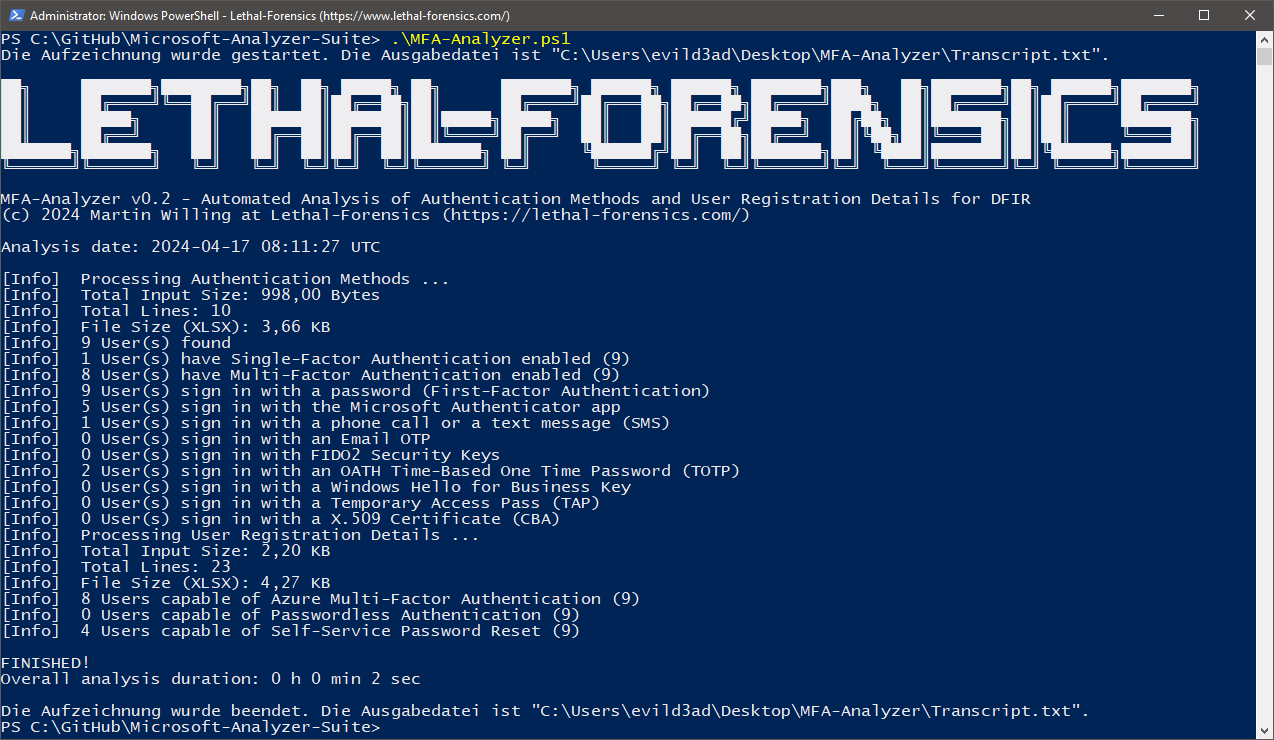 Administrator: Windows PowerShell - Lethal-Forensics (https://www.lethal-forensics.com/)
PS C:\GitHub\Microsoft-Analyzer-Suite> .\MFA-Analyzer.ps1
Die Aufzeichnung wurde gestartet. Die Ausgabedatei ist "C:\Users\evild3ad\Desktop\MFA-Analyzer\Transcript.txt".
LETHAL-FORENSICS
MFA-Analyzer v0.2 - Automated Analysis of Authentication Methods and User Registration Details for DFIR
(c) 2024 Martin Willing at Lethal-Forensics (https://lethal-forensics.com/)
Analysis date: 2024-04-17 08:11:27 UTC
[Info]  Processing Authentication Methods ...
[Info]  Total Input Size: 998,00 Bytes
[Info]  Total Lines: 10
[Info]  File Size (XLSX): 3,66 KB
[Info]  9 User(s) found
[Info]  1 User(s) have Single-Factor Authentication enabled (9)
[Info]  8 User(s) have Multi-Factor Authentication enabled (9)
[Info]  9 User(s) sign in with a password (First-Factor Authentication)
[Info]  5 User(s) sign in with the Microsoft Authenticator app
[Info]  1 User(s) sign in with a phone call or a text message (SMS)
[Info]  0 User(s) sign in with an Email OTP
[Info]  0 User(s) sign in with FIDO2 Security Keys
[Info]  2 User(s) sign in with an OATH Time-Based One Time Password (TOTP)
[Info]  0 User(s) sign in with a Windows Hello for Business Key
[Info]  0 User(s) sign in with a Temporary Access Pass (TAP)
[Info]  0 User(s) sign in with a X.509 Certificate (CBA)
[Info]  Processing User Registration Details ...
[Info]  Total Input Size: 2,20 KB
[Info]  Total Lines: 23
[Info]  File Size (XLSX): 4,27 KB
[Info]  8 Users capable of Azure Multi-Factor Authentication (9)
[Info]  0 Users capable of Passwordless Authentication (9)
[Info]  4 Users capable of Self-Service Password Reset (9)
FINISHED!
Overall analysis duration: 0 h 0 min 2 sec
Die Aufzeichnung wurde beendet. Die Ausgabedatei ist "C:\Users\evild3ad\Desktop\MFA-Analyzer\Transcript.txt".
PS C:\GitHub\Microsoft-Analyzer-Suite>